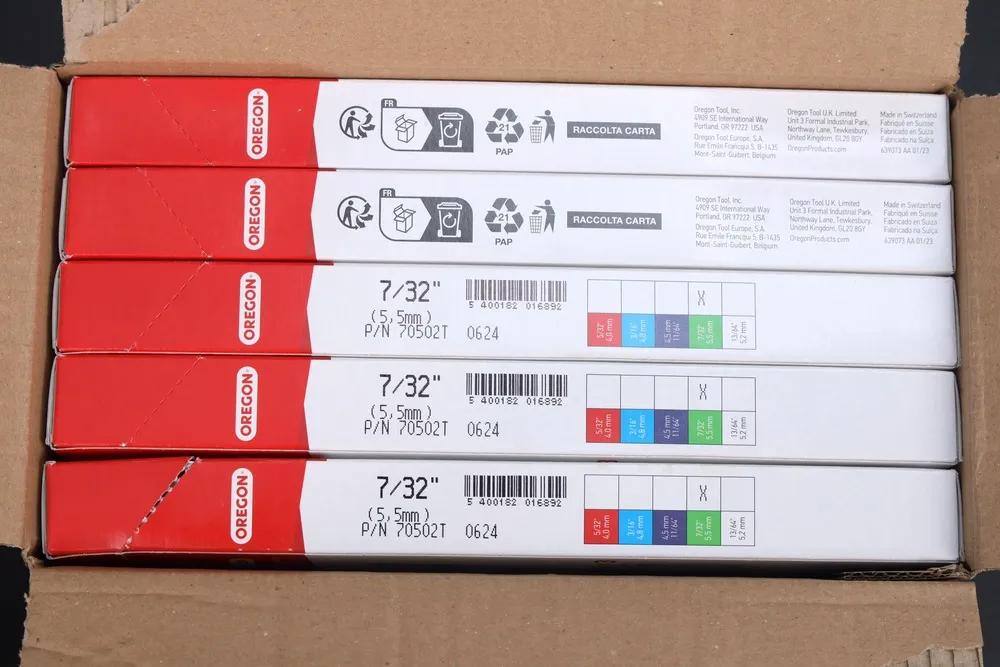 OREGON
FR
21
PAP
RACCOLTA CARTA
Oregon Tool, Inc.
4909 SE International Way
Portland, OR 97222 USA
Oregon Tool Europe, S.A.
Rue Emile Francqui 5, B-1435
Mont-Saint-Guibert, Belgium
Oregon Tool U.K. Limited
Unit 3 Formal Industrial Park,
Northway Lane, Tewkesbury,
United Kingdom, GL20 8GY
OregonProducts.com
Made in Switzerland
Fabriqué en Suisse
Fabricado en Suiza
Fabricado na Suíça
639073 AA 01/23
OREGON
FR
21
PAP
RACCOLTA CARTA
Oregon Tool, Inc.
4909 SE International Way
Portland, OR 97222 USA
Oregon Tool Europe, S.A.
Rue Emile Francqui 5, B-1435
Mont-Saint-Guibert, Belgium
Oregon Tool U.K. Limited
Unit 3 Formal Industrial Park,
Northway Lane, Tewkesbury,
United Kingdom, GL20 8GY
OregonProducts.com
Made in Switzerland
Fabriqué en Suisse
Fabricado en Suiza
Fabricado na Suíça
639073 AA 01/23
OREGON
7/32"
(5,5mm)
P/N 70502T 0624
5 400182 016892
X
5/32"
4,0 mm
3/16"
4,8 mm
4,5 mm
11/64"
7/32"
5,5 mm
13/64"
5,2 mm
OREGON
7/32"
(5,5mm)
P/N 70502T 0624
5 400182 016892
X
5/32"
4,0 mm
3/16"
4,8 mm
4,5 mm
11/64"
7/32"
5,5 mm
13/64"
5,2 mm
OREGON
7/32"
(5,5mm)
P/N 70502T 0624
5 400182 016892
X
5/32"
4,0 mm
3/16"
4,8 mm
4,5 mm
11/64"
7/32"
5,5 mm
13/64"
5,2 mm